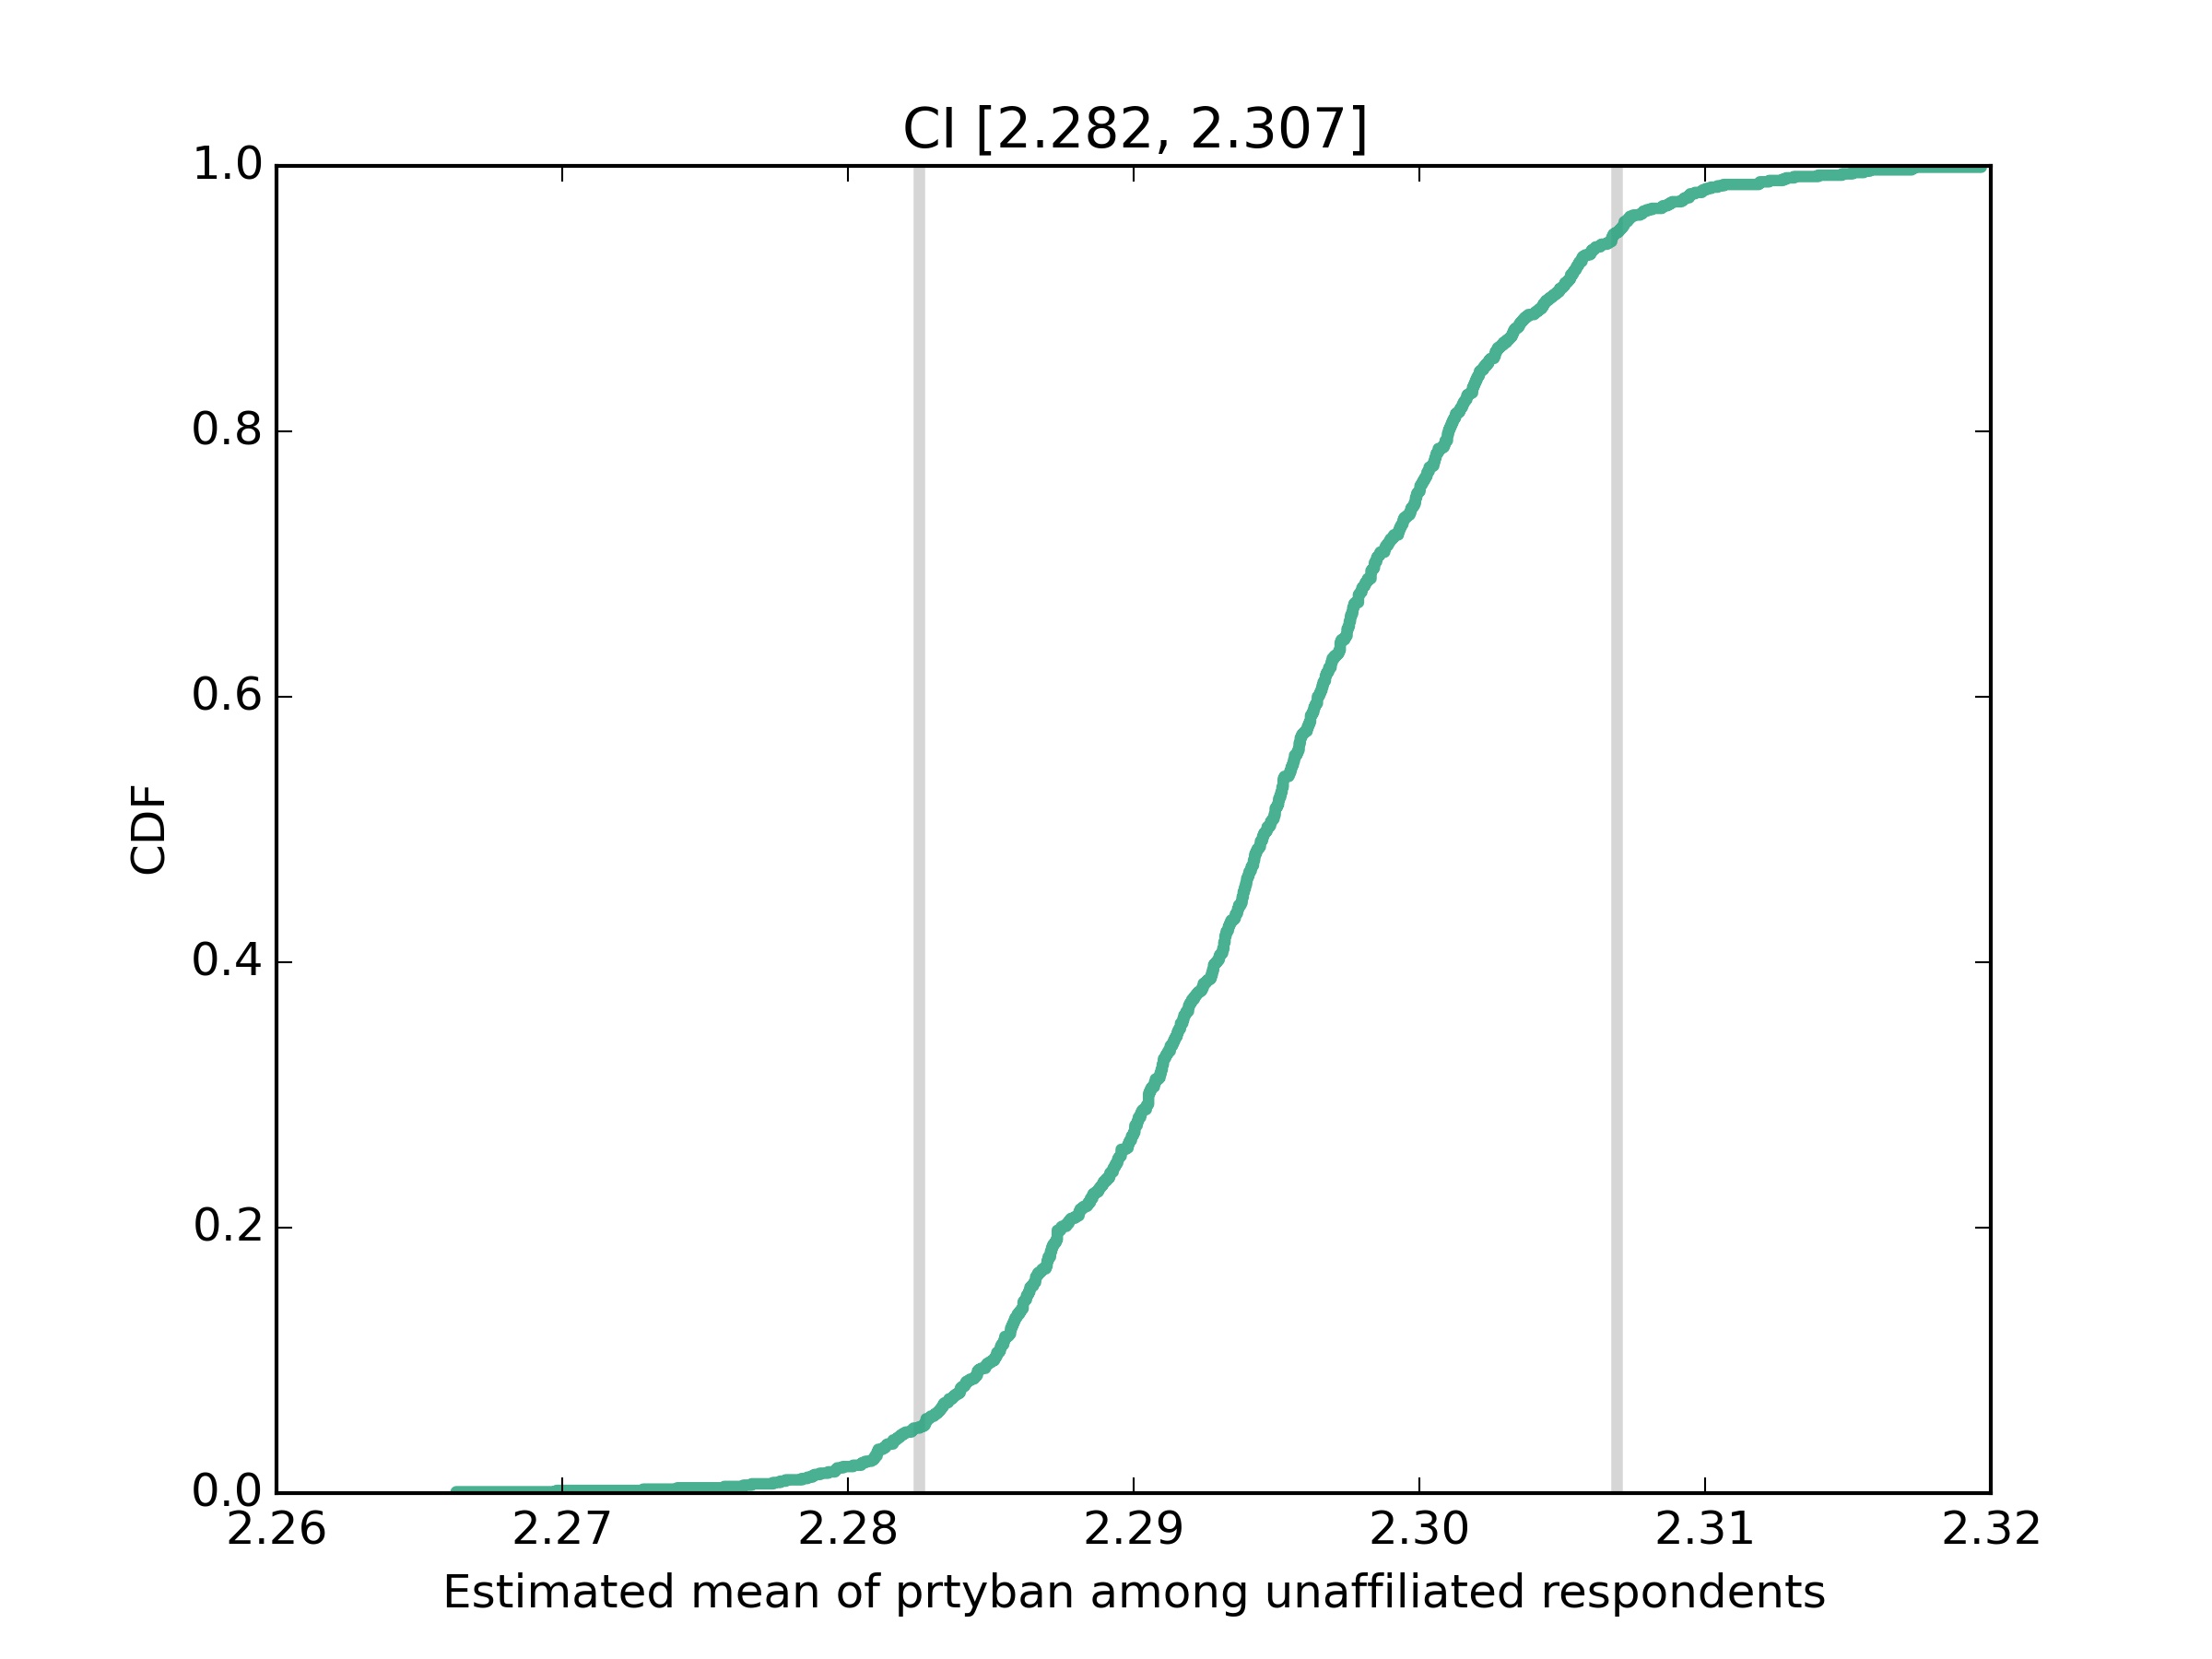 CI [2.282, 2.307]
1.0
0.8
0.6
0.4
0.2
0.0
CDF
2.26 2.27 2.28 2.29 2.30 2.31 2.32
Estimated mean of prtyban among unaffiliated respondents